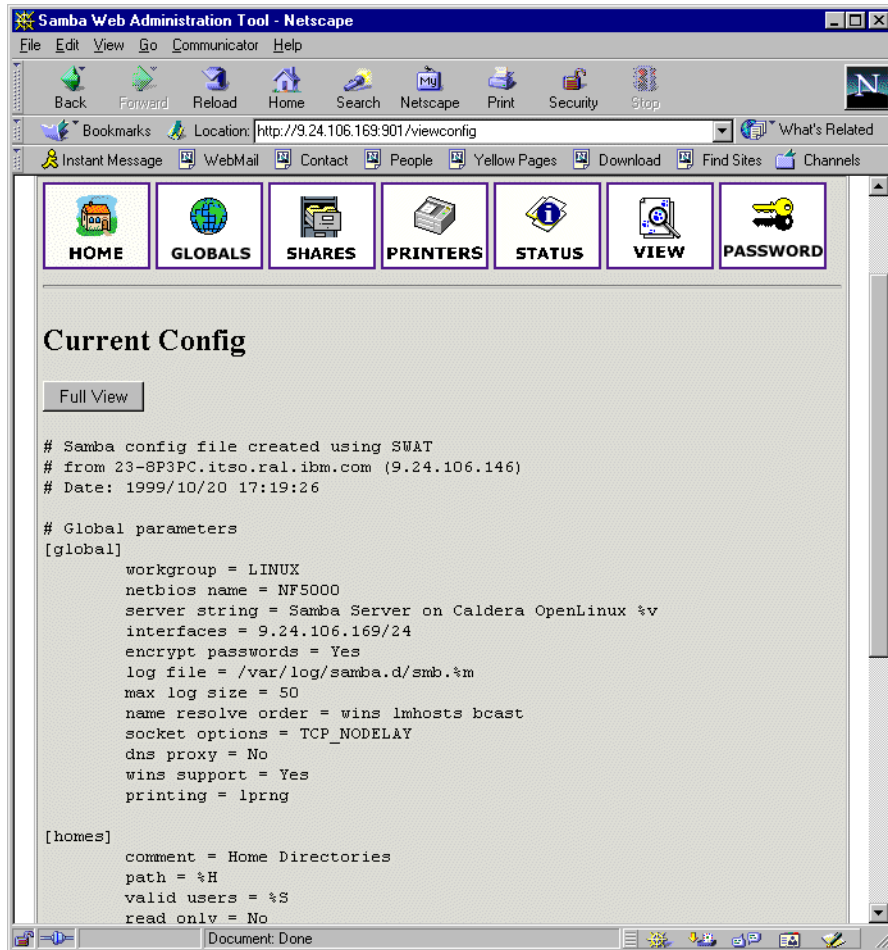 Samba Web Administration Tool - Netscape
File Edit View Go Communicator Help
My
N
Back Forward Reload Home Search Netscape Print Security Stop
Bookmarks Location: http://9.24.106.169:901/viewconfig What's Related
Instant Message WebMail Contact People Yellow Pages Download Find Sites Channels
HOME GLOBALS SHARES PRINTERS STATUS VIEW PASSWORD
Current Config
Full View
# Samba config file created using SWAT
# from 23-8P3PC.itso.ral.ibm.com (9.24.106.146)
# Date: 1999/10/20 17:19:26
# Global parameters
[global]
workgroup = LINUX
netbios name = NF5000
server string = Samba Server on Caldera OpenLinux %v
interfaces = 9.24.106.169/24
encrypt passwords = Yes
log file = /var/log/samba.d/smb.%m
max log size = 50
name resolve order = wins lmhosts bcast
socket options = TCP_NODELAY
dns proxy = No
wins support = Yes
printing = lprng
[homes]
comment = Home Directories
path = %H
valid users = %S
read only = No
Document: Done